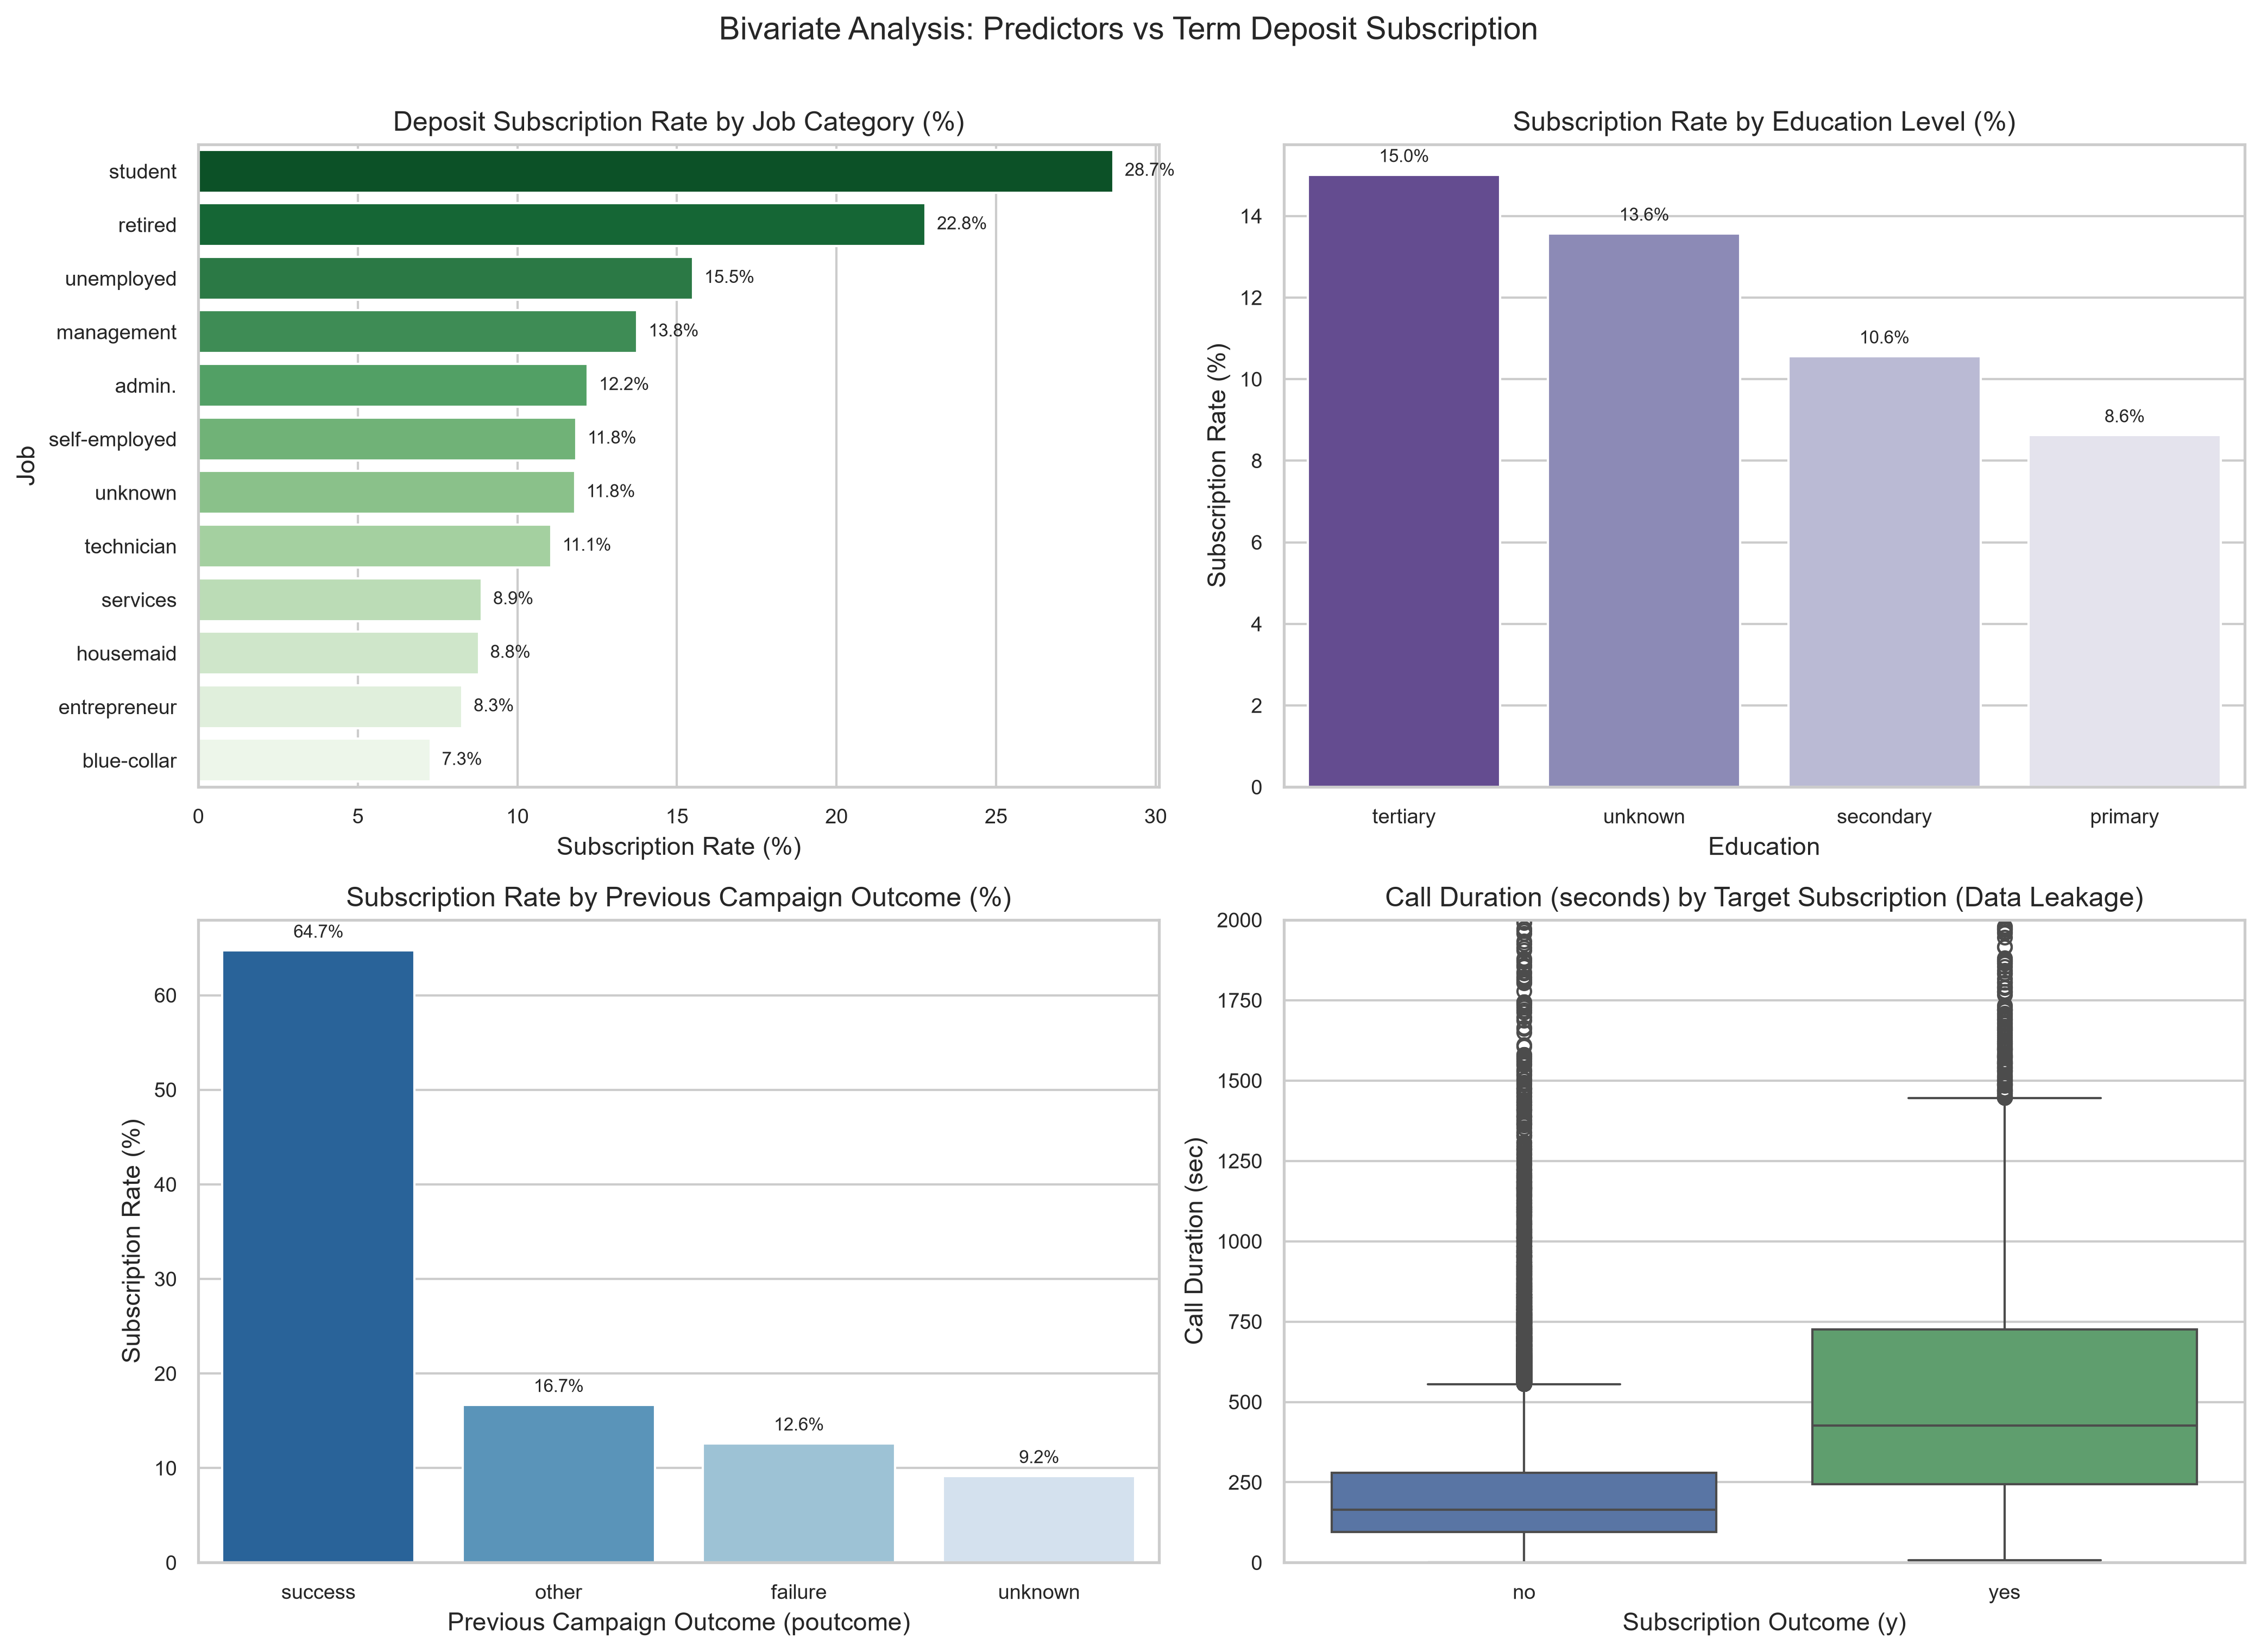 Bivariate Analysis: Predictors vs Term Deposit Subscription
Deposit Subscription Rate by Job Category (%)
Job
student
28.7%
retired
22.8%
unemployed
15.5%
management
13.8%
admin.
12.2%
self-employed
11.8%
unknown
11.8%
technician
11.1%
services
8.9%
housemaid
8.8%
entrepreneur
8.3%
blue-collar
7.3%
0 5 10 15 20 25 30
Subscription Rate (%)
Subscription Rate by Education Level (%)
Subscription Rate (%)
14
12
10
8
6
4
2
0
15.0%
13.6%
10.6%
8.6%
tertiary unknown secondary primary
Education
Subscription Rate by Previous Campaign Outcome (%)
Subscription Rate (%)
60
50
40
30
20
10
0
64.7%
16.7%
12.6%
9.2%
success other failure unknown
Previous Campaign Outcome (poutcome)
Call Duration (seconds) by Target Subscription (Data Leakage)
Call Duration (sec)
2000
1750
1500
1250
1000
750
500
250
0
no yes
Subscription Outcome (y)